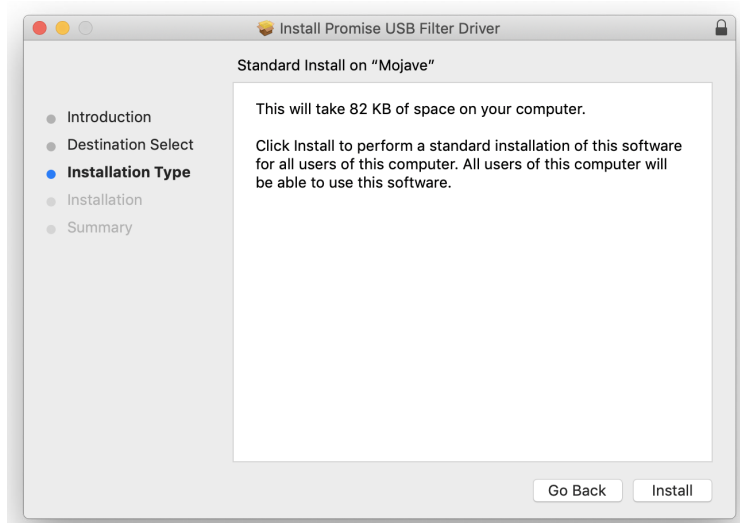 Install Promise USB Filter Driver
Standard Install on “Mojave”
Introduction
Destination Select
Installation Type
Installation
Summary
This will take 82 KB of space on your computer.
Click Install to perform a standard installation of this software
for all users of this computer. All users of this computer will
be able to use this software.
Go Back
Install